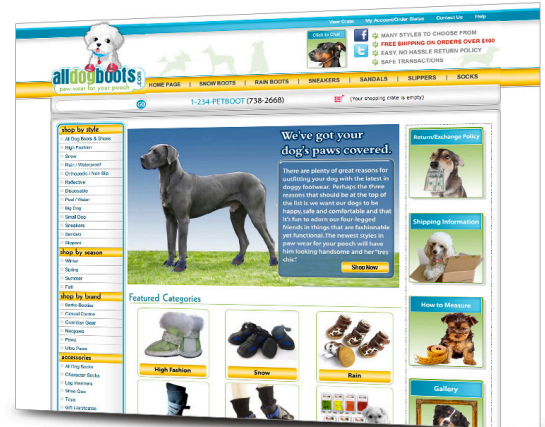 View Crate My Account/Order Status Contact Us Help
Click to Chat
MANY STYLES TO CHOOSE FROM
FREE SHIPPING ON ORDERS OVER $100
EASY, NO HASSLE RETURN POLICY
SAFE TRANSACTIONS
alldogboots.com
paw-wear for your pooch
HOME PAGE | SNOW BOOTS | RAIN BOOTS | SNEAKERS | SANDALS | SLIPPERS | SOCKS
GO
1-234-PETBOOT (738-2668)
(Your shopping crate is empty)
shop by style
All Dog Boots & Shoes
High Fashion
Snow
Rain / Waterproof
Orthopedic / Non Slip
Reflective
Disposable
Pool / Water
Big Dog
Small Dog
Sneakers
Sandals
Slippers
shop by season
Winter
Spring
Summer
Fall
shop by brand
Barko Booties
Casual Canine
Guardian Gear
Neopaws
Pawz
Ultra Paws
accessories
All Dog Socks
Character Socks
Leg Warmers
Shoe Goo
Toys
Gift Certificates
We've got your
dog's paws covered.
There are plenty of great reasons for
outfitting your dog with the latest in
doggy footwear. Perhaps the three
reasons that should be at the top of
the list is we want our dogs to be
happy, safe and comfortable and that
it's fun to adorn our four-legged
friends in things that are fashionable
yet functional. The newest styles in
paw wear for your pooch will have
him looking handsome and her "tres
chic."
Shop Now
Featured Categories
High Fashion
Snow
Rain
Return/Exchange Policy
Shipping Information
How to Measure
Gallery